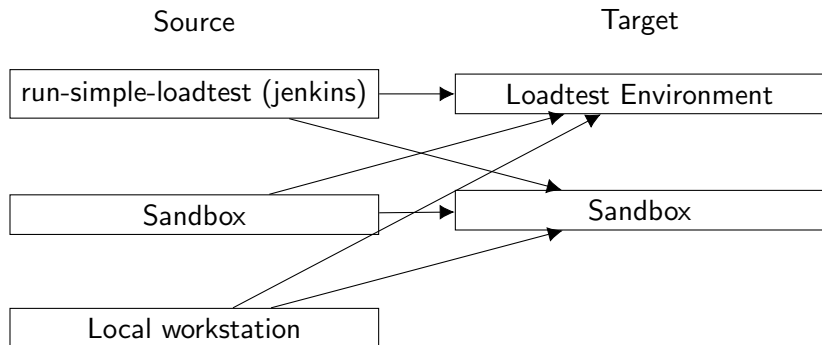 Source
Target
run-simple-loadtest (jenkins)
Loadtest Environment
Sandbox
Sandbox
Local workstation